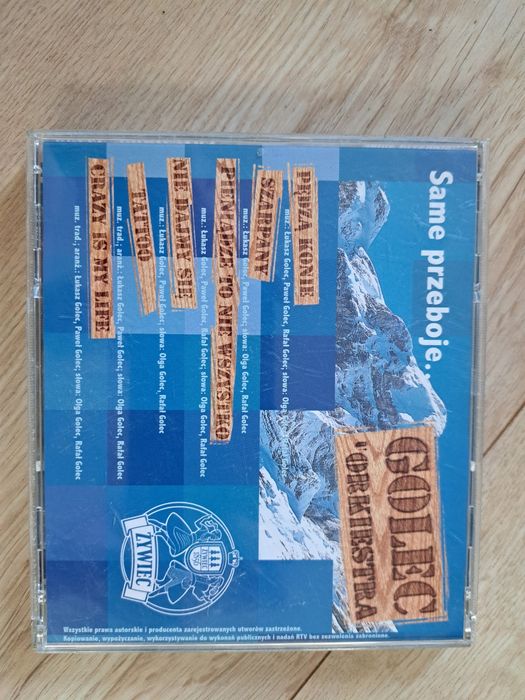 Same przeboje...
GOLEC
uORKIESTRA
PĘDZĄ KONIE
muz.: Łukasz Golec, Paweł Golec, Rafał Golec; słowa: Olga Golec, Rafał Golec
SZARPANY
muz.: Łukasz Golec, Paweł Golec, Rafał Golec; słowa: Olga Golec, Rafał Golec
PIENIĄDZE TO NIE WSZYSTKO
muz.: Łukasz Golec, Paweł Golec, Rafał Golec; słowa: Olga Golec, Rafał Golec
NIE DAJMY SIĘ
muz.: Łukasz Golec, Paweł Golec; słowa: Olga Golec, Rafał Golec
muz. trad.; aranż.: Łukasz Golec, Paweł Golec; słowa: Olga Golec, Rafał Golec
CRAZY IS MY LIFE
muz. trad.; aranż.: Łukasz Golec, Paweł Golec; słowa: Olga Golec, Rafał Golec
ŻYWIEC
Wszystkie prawa autorskie i producenta zarejestrowanych utworów zastrzeżone.
Kopiowanie, wypożyczanie, wykorzystywanie do wykonań publicznych i nadań RTV bez zezwolenia zabronione.